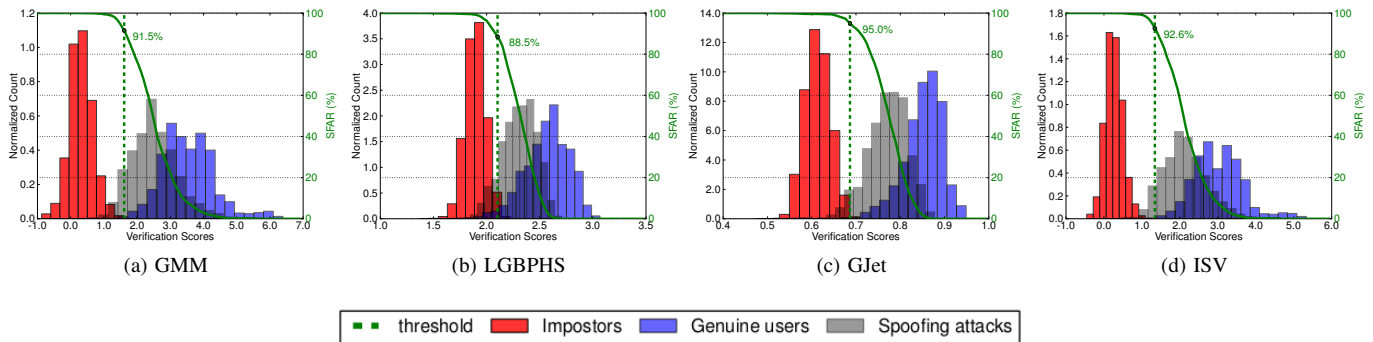 Normalized Count
1.2
1.0
0.8
0.6
0.4
0.2
0.0
-1.0 0.0 1.0 2.0 3.0 4.0 5.0 6.0 7.0
Verification Scores
91.5%
100
80
60
40
20
0
SFAR (%)
(a) GMM
Normalized Count
4.0
3.5
3.0
2.5
2.0
1.5
1.0
0.5
0.0
1.0 1.5 2.0 2.5 3.0 3.5
Verification Scores
88.5%
100
80
60
40
20
0
SFAR (%)
(b) LGBPHS
Normalized Count
14.0
12.0
10.0
8.0
6.0
4.0
2.0
0.0
0.4 0.5 0.6 0.7 0.8 0.9 1.0
Verification Scores
95.0%
100
80
60
40
20
0
SFAR (%)
(c) GJet
Normalized Count
1.8
1.6
1.4
1.2
1.0
0.8
0.6
0.4
0.2
0.0
-1.0 0.0 1.0 2.0 3.0 4.0 5.0 6.0
Verification Scores
92.6%
100
80
60
40
20
0
SFAR (%)
(d) ISV
threshold Impostors Genuine users Spoofing attacks